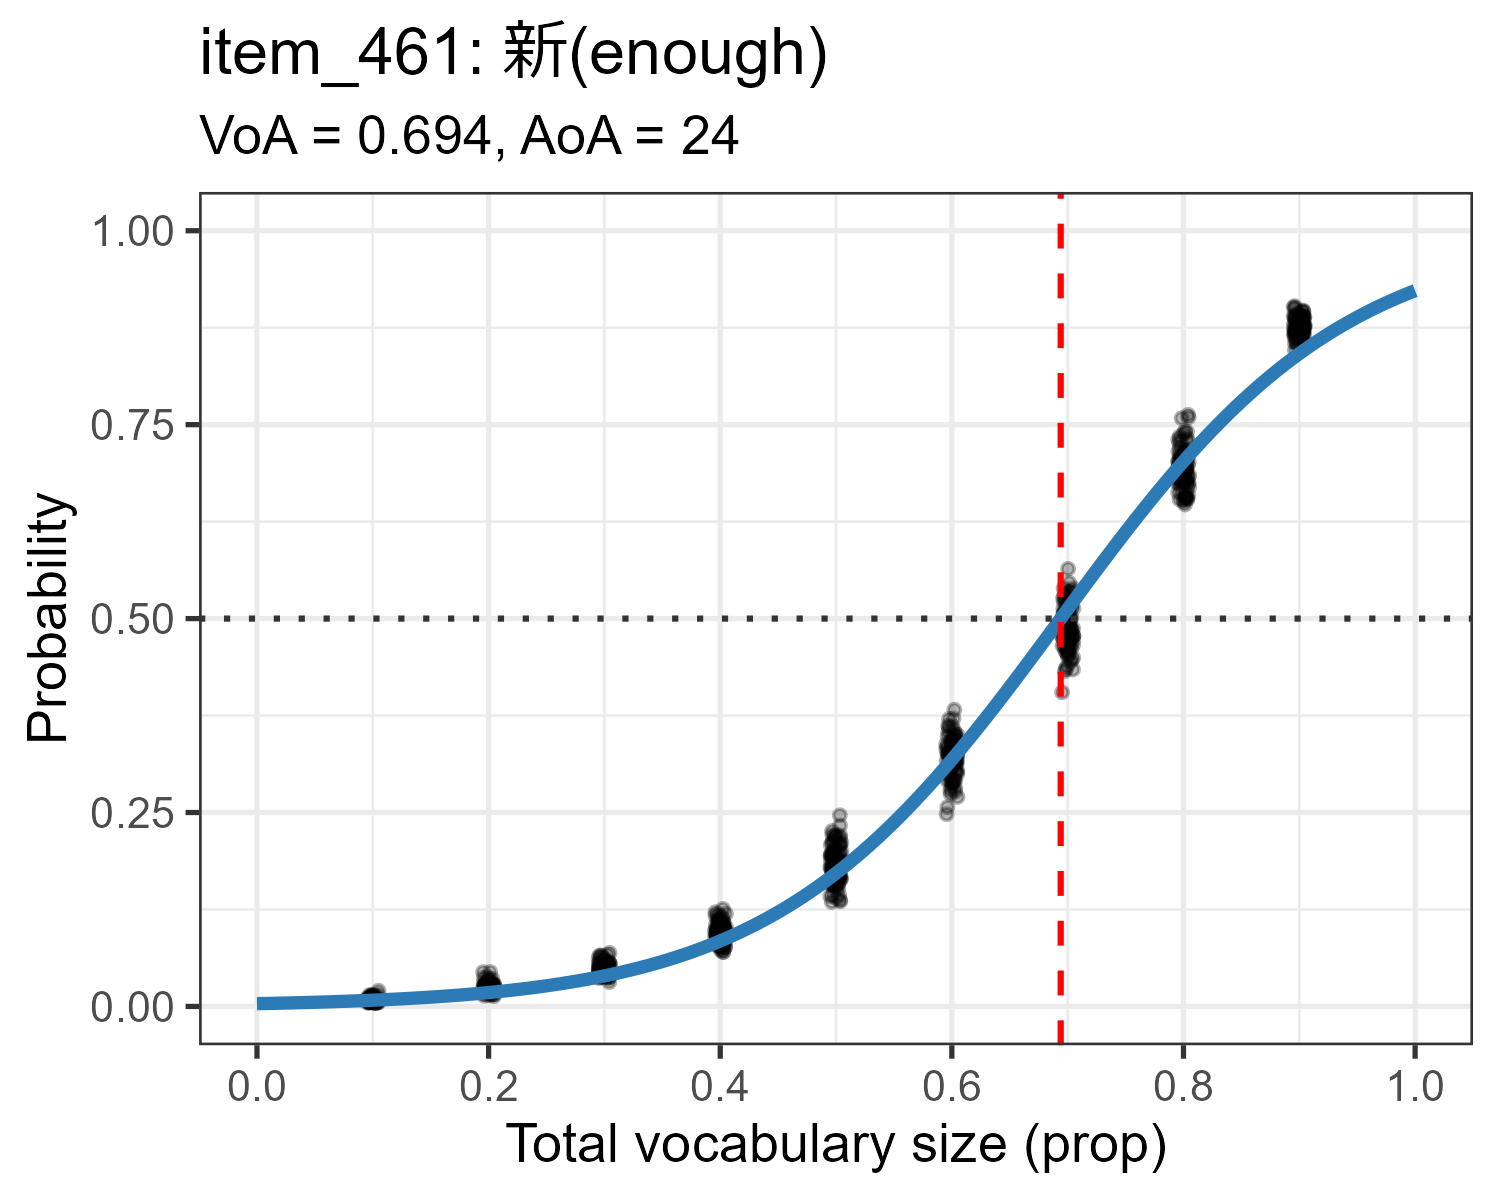 item_461: 新(enough)
VoA = 0.694, AoA = 24
1.00
0.75
0.50
0.25
0.00
Probability
0.0 0.2 0.4 0.6 0.8 1.0
Total vocabulary size (prop)